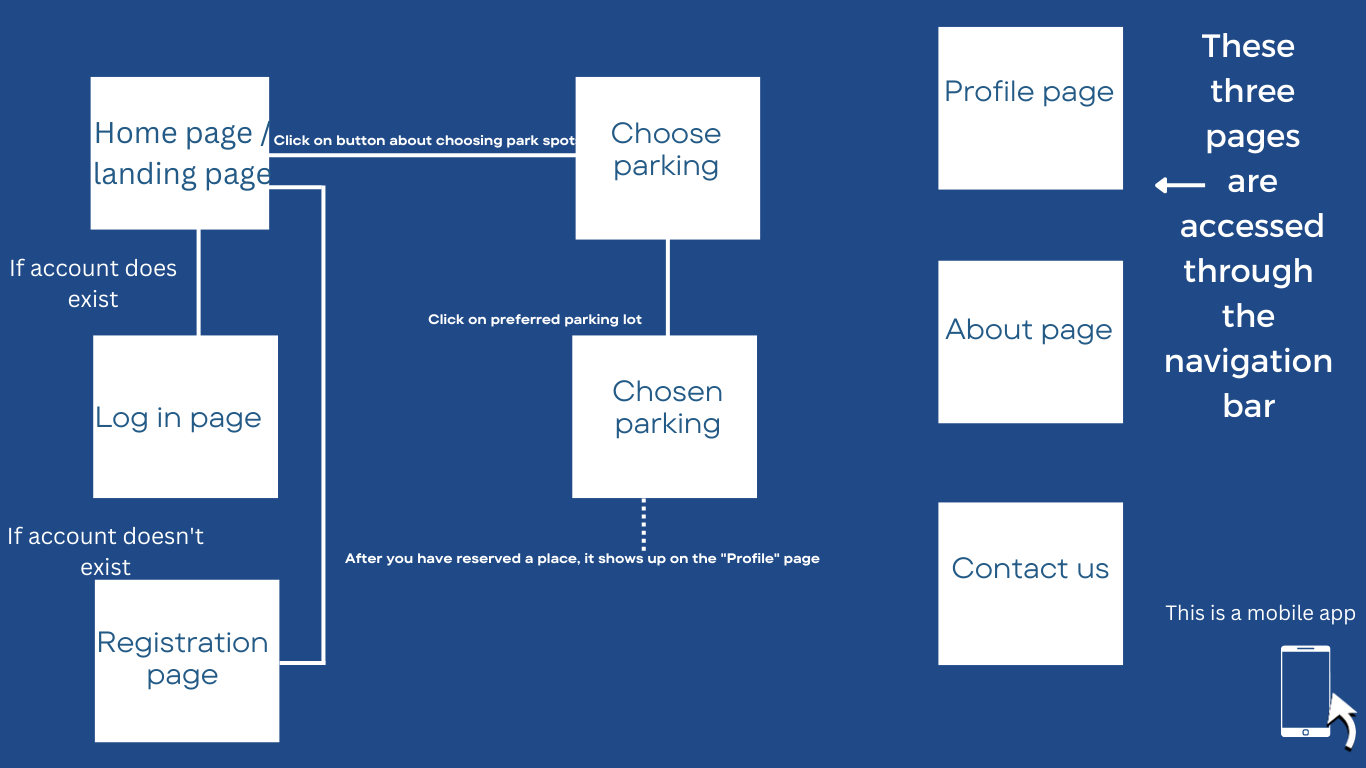 Home page /
landing page
Click on button about choosing park spot
Choose
parking
If account does
exist
Click on preferred parking lot
Log in page
Chosen
parking
If account doesn't
exist
After you have reserved a place, it shows up on the "Profile" page
Registration
page
Profile page
About page
Contact us
These
three
pages
are
accessed
through
the
navigation
bar
This is a mobile app